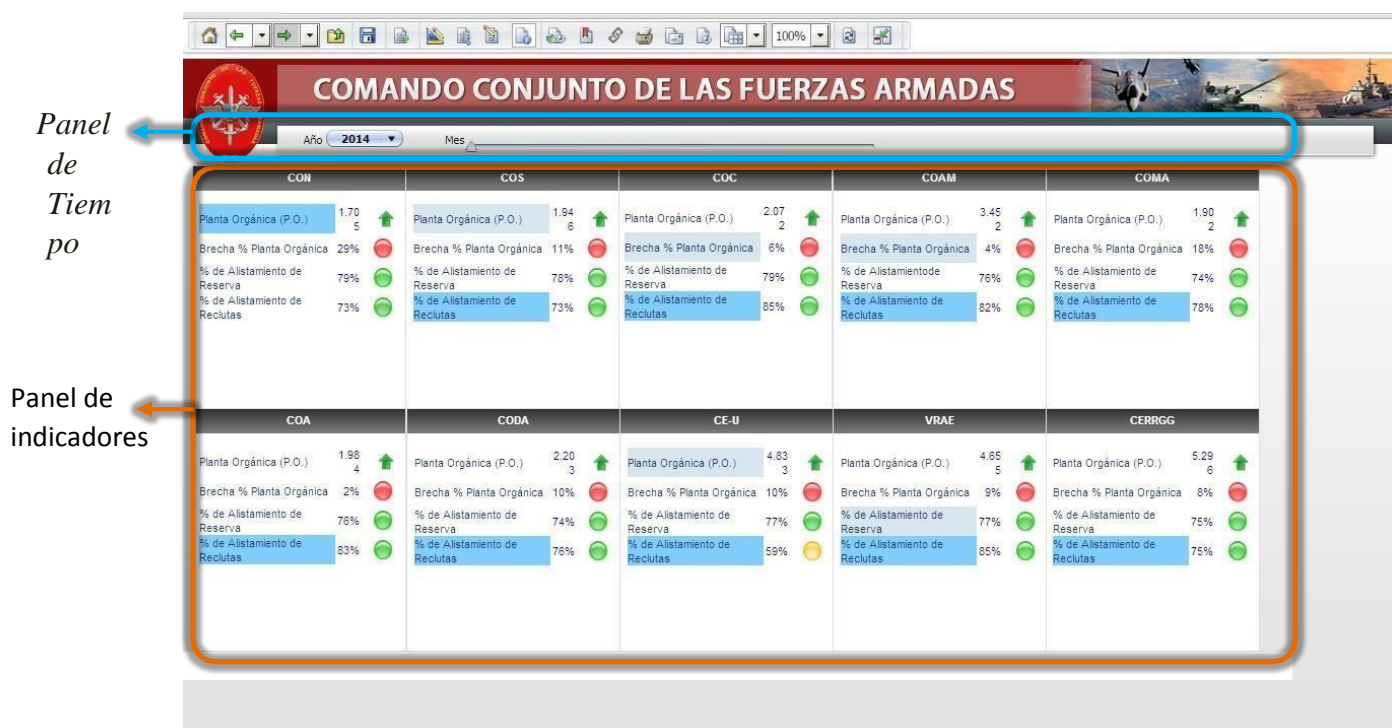 100%
COMANDO CONJUNTO DE LAS FUERZAS ARMADAS
Panel
de
Tiem
po
Año 2014 Mes
CON COS COC COAM COMA
Planta Orgánica (P.O.) 1.70
5
Brecha % Planta Orgánica 29%
% de Alistamiento de
Reserva 79%
% de Alistamiento de
Reclutas 73%
Planta Orgánica (P.O.) 1.94
6
Brecha % Planta Orgánica 11%
% de Alistamiento de
Reserva 78%
% de Alistamiento de
Reclutas 73%
Planta Orgánica (P.O.) 2.07
2
Brecha % Planta Orgánica 6%
% de Alistamiento de
Reserva 79%
% de Alistamiento de
Reclutas 85%
Planta Orgánica (P.O.) 3.45
2
Brecha % Planta Orgánica 4%
% de Alistamientode
Reserva 76%
% de Alistamiento de
Reclutas 82%
Planta Orgánica (P.O.) 1.90
2
Brecha % Planta Orgánica 18%
% de Alistamiento de
Reserva 74%
% de Alistamiento de
Reclutas 78%
Panel de
indicadores
COA CODA CE-U VRAE CERRGG
Planta Orgánica (P.O.) 1.98
4
Brecha % Planta Orgánica 2%
% de Alistamiento de
Reserva 76%
% de Alistamiento de
Reclutas 83%
Planta Orgánica (P.O.) 2.20
3
Brecha % Planta Orgánica 10%
% de Alistamiento de
Reserva 74%
% de Alistamiento de
Reclutas 76%
Planta Orgánica (P.O.) 4.83
3
Brecha % Planta Orgánica 10%
% de Alistamiento de
Reserva 77%
% de Alistamiento de
Reclutas 59%
Planta Orgánica (P.O.) 4.65
5
Brecha % Planta Orgánica 9%
% de Alistamiento de
Reserva 77%
% de Alistamiento de
Reclutas 85%
Planta Orgánica (P.O.) 5.29
6
Brecha % Planta Orgánica 8%
% de Alistamiento de
Reserva 75%
% de Alistamiento de
Reclutas 75%